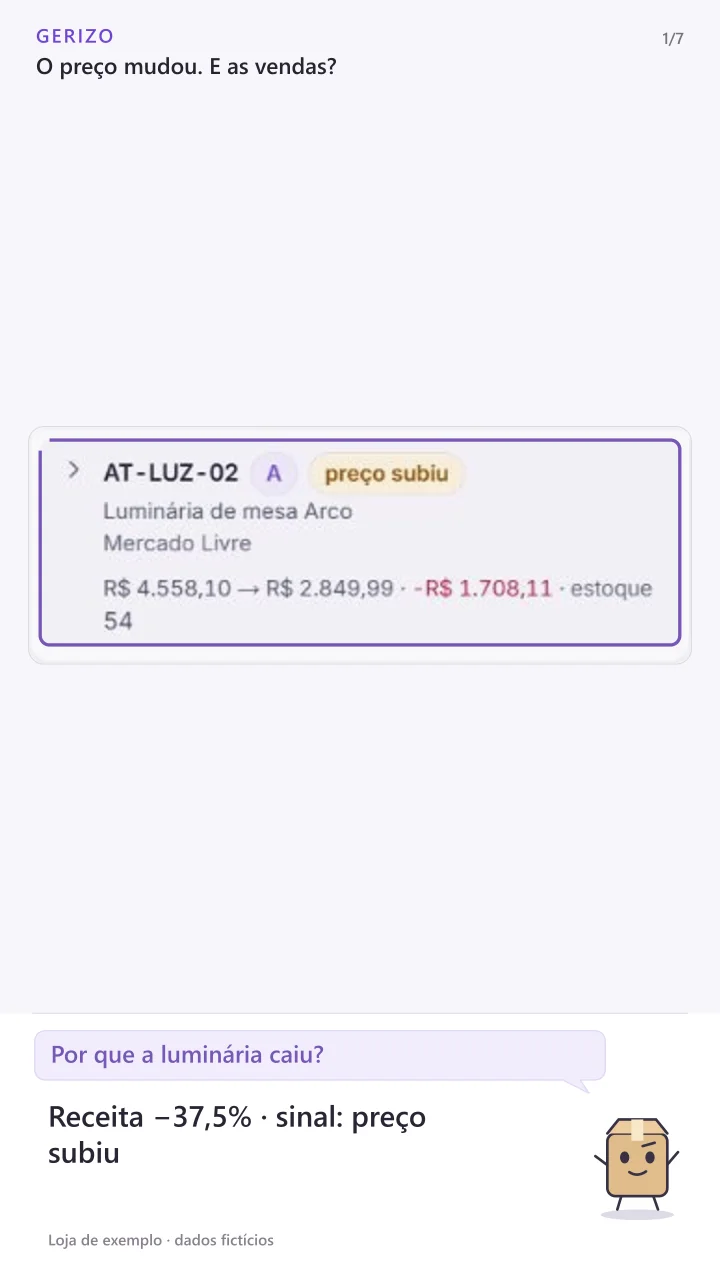 GERIZO
1/7
O preço mudou. E as vendas?
AT-LUZ-02 A preço subiu
Luminária de mesa Arco
Mercado Livre
R$ 4.558,10 → R$ 2.849,99 · -R$ 1.708,11 · estoque
54
Por que a luminária caiu?
Receita −37,5% · sinal: preço
subiu
Loja de exemplo · dados fictícios